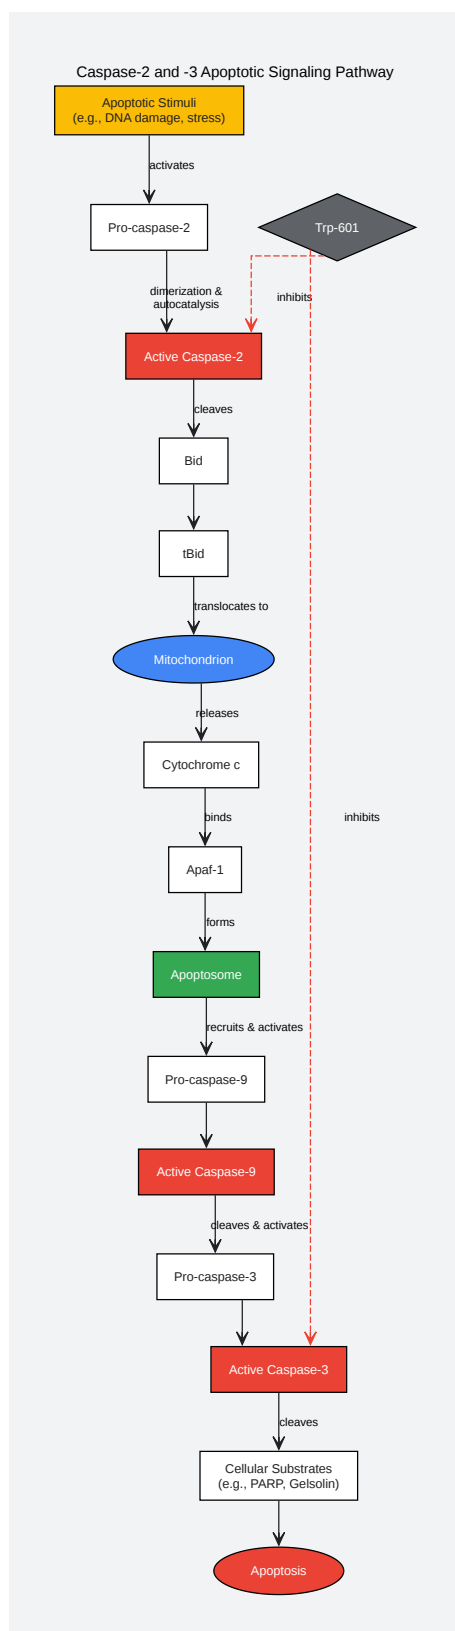 Caspase-2 and -3 Apoptotic Signaling Pathway
Apoptotic Stimuli
(e.g., DNA damage, stress)
activates
Pro-caspase-2
Trp-601
dimerization &
autocatalysis
inhibits
Active Caspase-2
cleaves
Bid
tBid
translocates to
Mitochondrion
releases
Cytochrome c
binds
inhibits
Apaf-1
forms
Apoptosome
recruits & activates
Pro-caspase-9
Active Caspase-9
cleaves & activates
Pro-caspase-3
Active Caspase-3
cleaves
Cellular Substrates
(e.g., PARP, Gelsolin)
Apoptosis